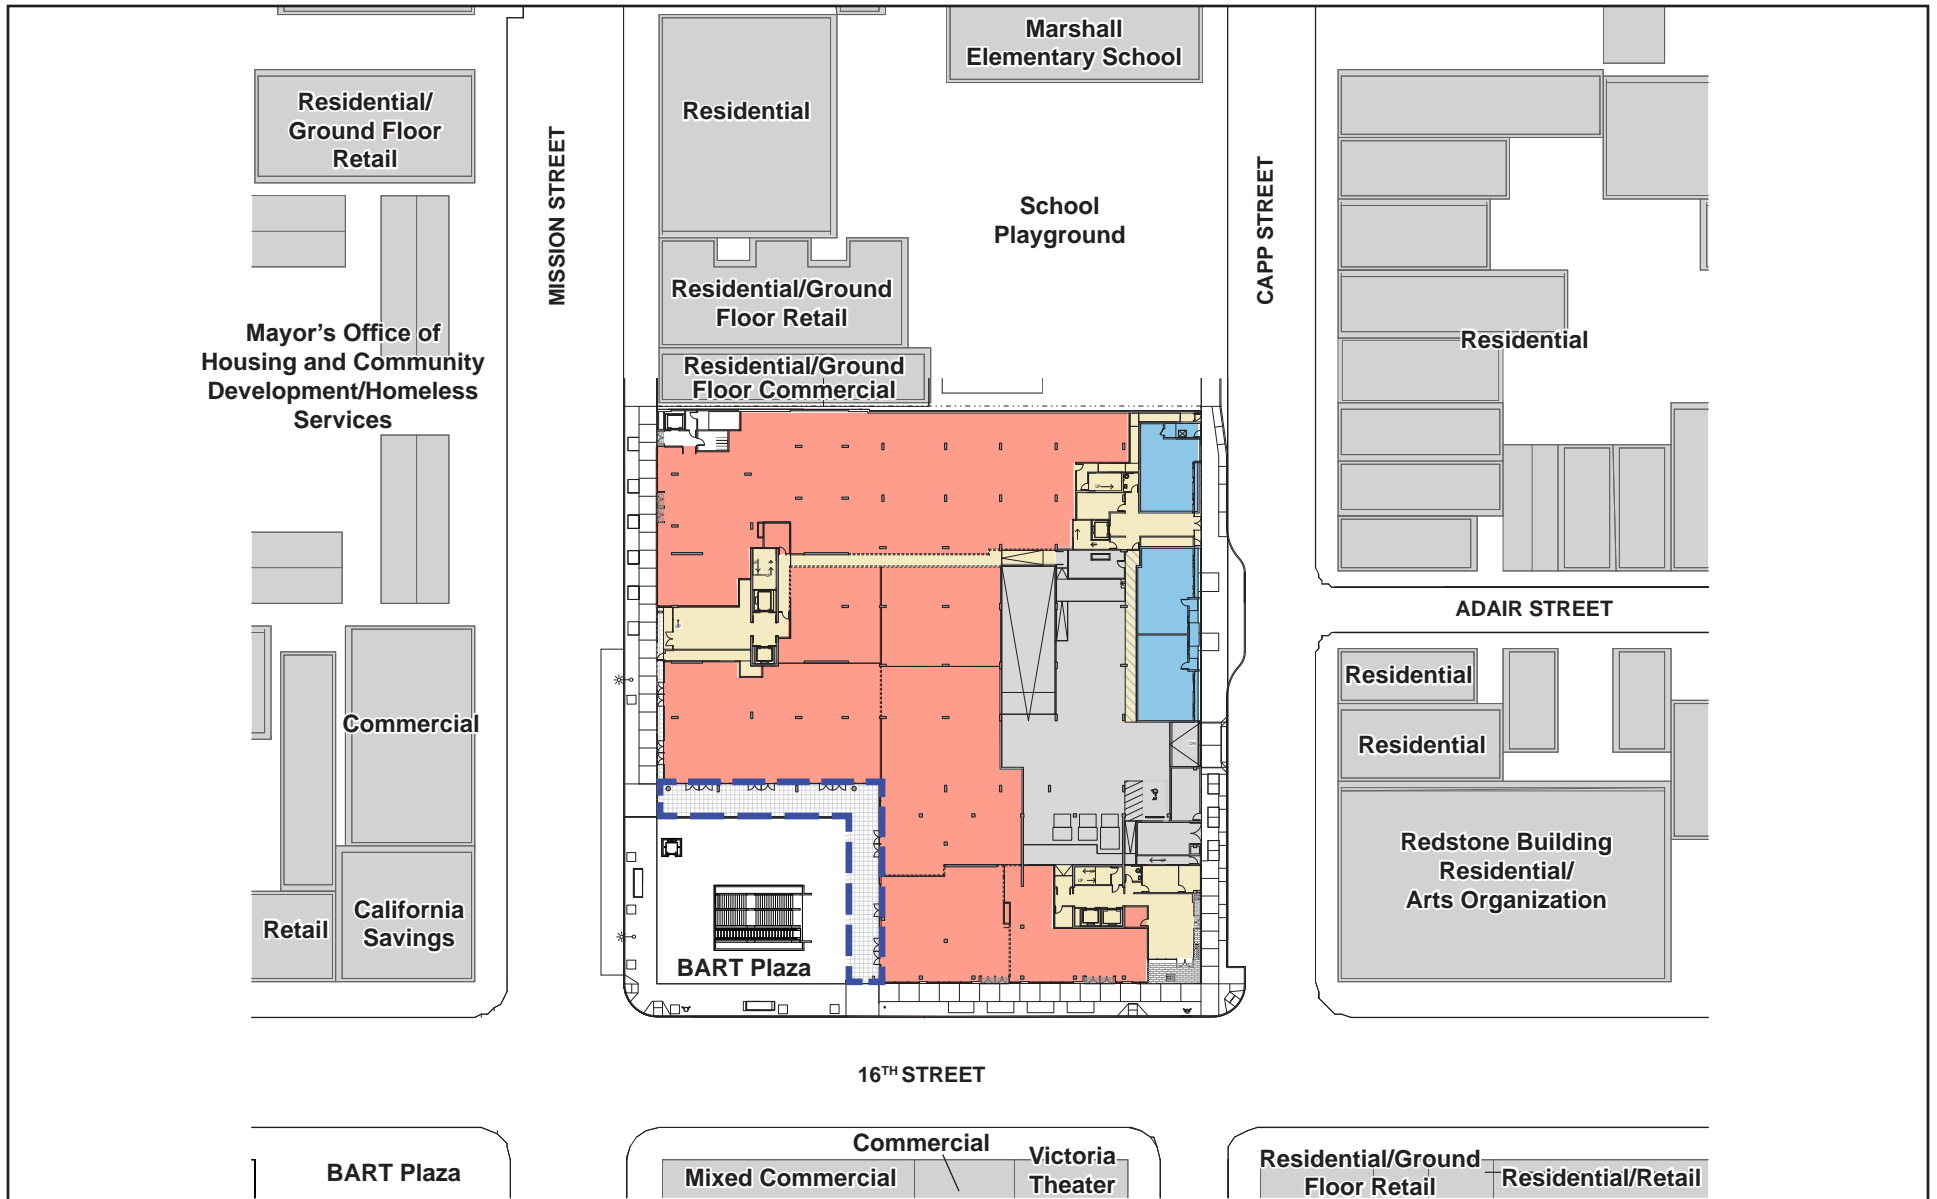 Marshall
Elementary School
Residential/
Ground Floor
Retail
Residential
MISSION STREET
CAPP STREET
School
Playground
Residential/Ground
Floor Retail
Mayor’s Office of
Housing and Community
Development/Homeless
Services
Residential
Residential/Ground
Floor Commercial
ADAIR STREET
Residential
Commercial
Residential
Redstone Building
Residential/
Arts Organization
California
Savings
Retail
BART Plaza
16TH STREET
BART Plaza
Commercial
Mixed Commercial
Victoria
Theater
Residential/Ground
Floor Retail
Residential/Retail